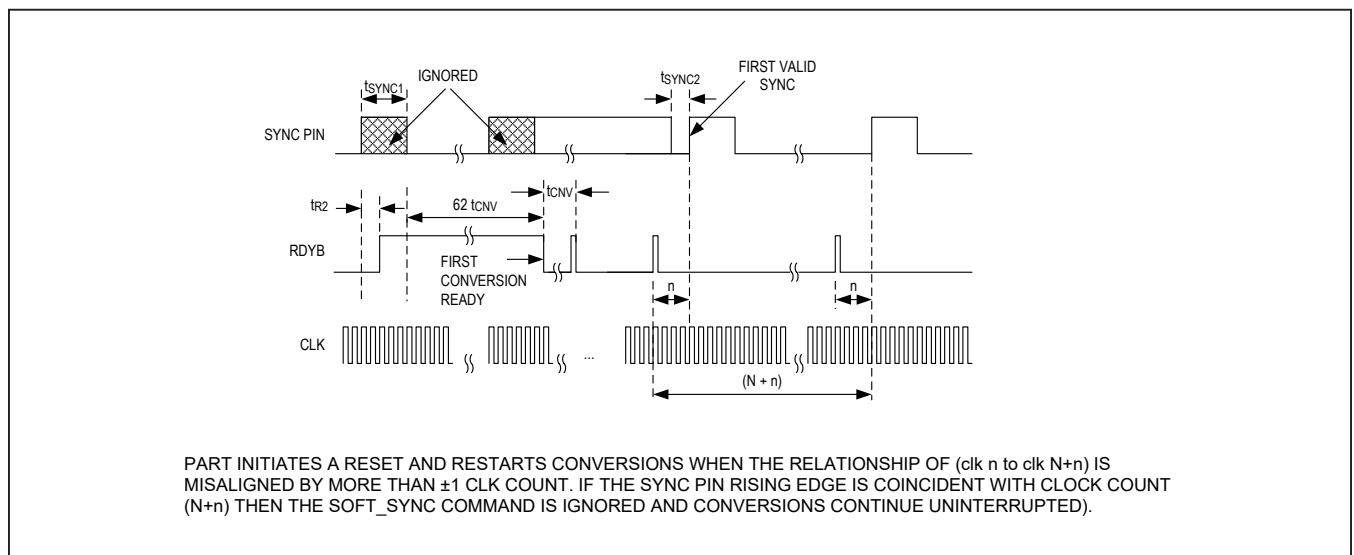 IGNORED
tSYNC1
tSYNC2
FIRST VALID
SYNC
SYNC PIN
tCNV
tR2
62 tCNV
RDYB
FIRST
CONVERSION
READY
n
n
CLK
...
(N + n)
PART INITIATES A RESET AND RESTARTS CONVERSIONS WHEN THE RELATIONSHIP OF (clk n to clk N+n) IS
MISALIGNED BY MORE THAN ±1 CLK COUNT. IF THE SYNC PIN RISING EDGE IS COINCIDENT WITH CLOCK COUNT
(N+n) THEN THE SOFT_SYNC COMMAND IS IGNORED AND CONVERSIONS CONTINUE UNINTERRUPTED).